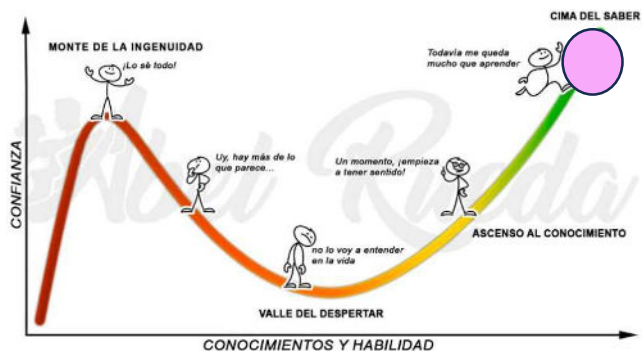 CIMA DEL SABER
MONTE DE LA INGENUIDAD
¡Lo sè todo!
Todavía me queda
mucho que aprender
Uy, hay más de lo
que parece...
Un momento, ¡empieza
a tener sentido!
no lo voy a entender
en la vida
ASCENSO AL CONOCIMIENTO
VALLE DEL DESPERTAR
CONFIANZA
CONOCIMIENTOS Y HABILIDAD